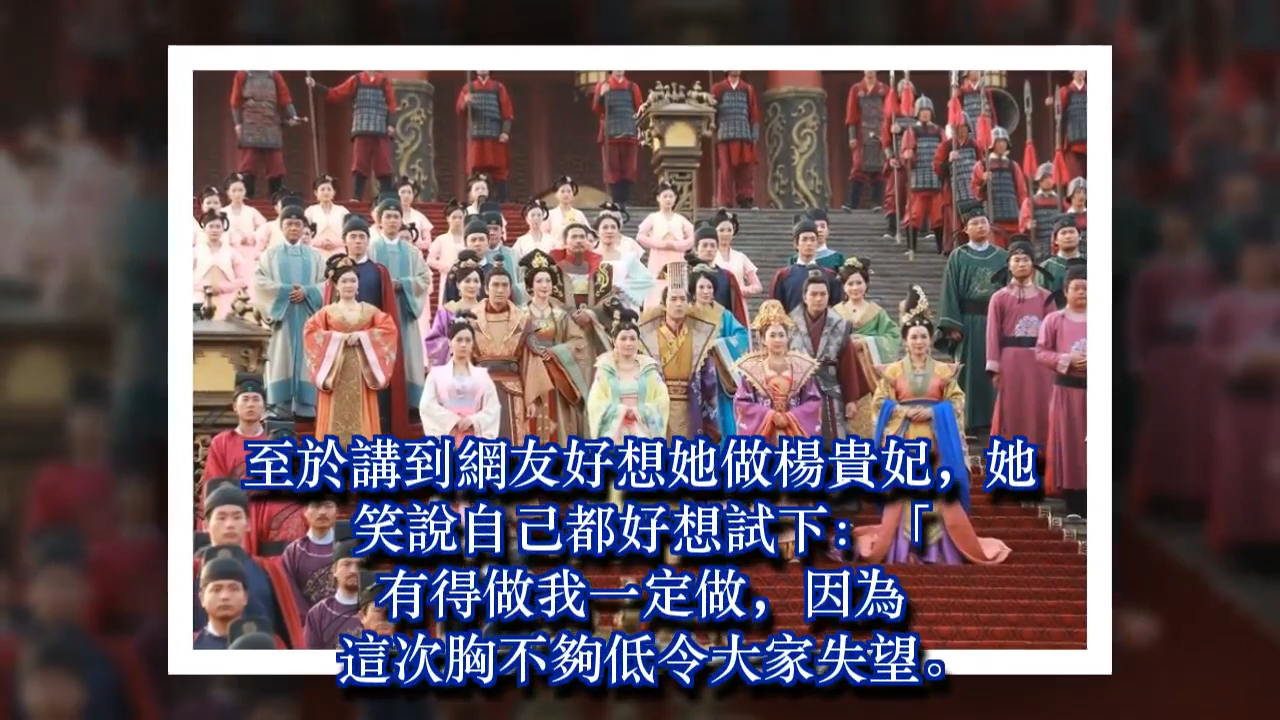 至於講到網友好想她做楊貴妃，她
笑說自己都好想試下：「
有得做我一定做，因為
這次胸不夠低令大家失望。